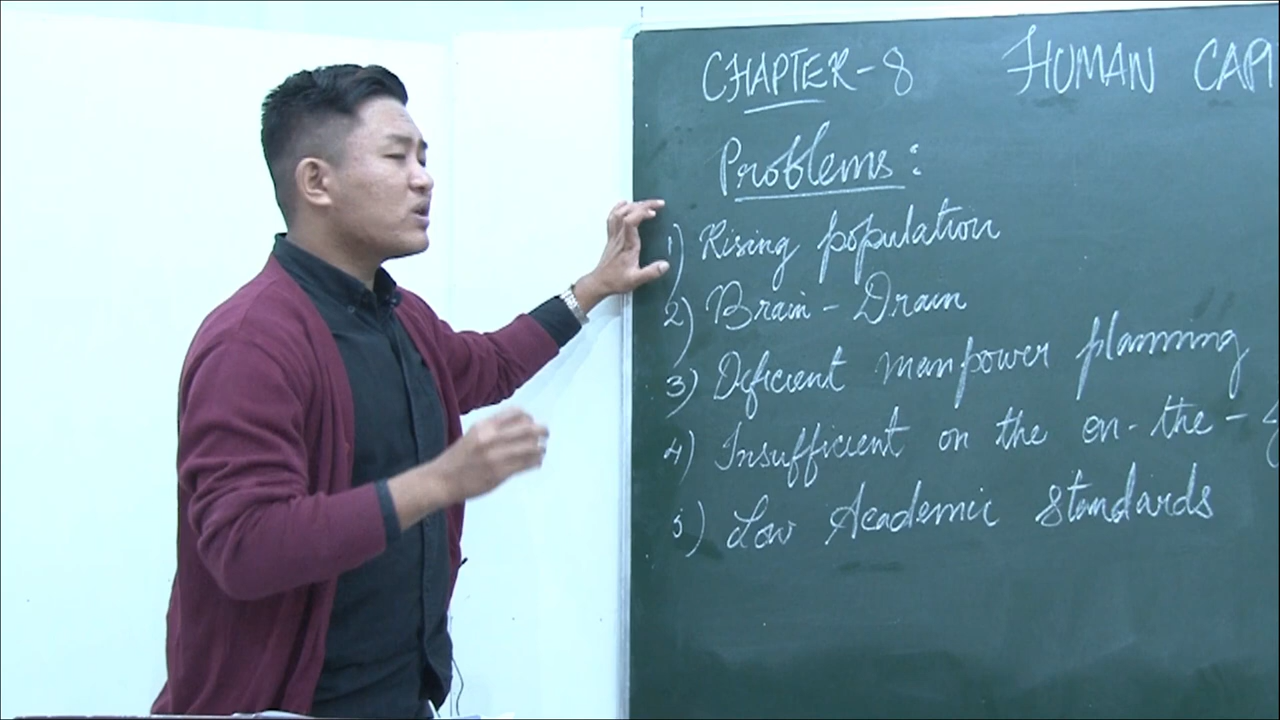 CHAPTER-8 HUMAN CAPI
Problems:
1) Rising population
2) Brain-Drain
3) Deficient manpower planning
4) Insufficient on the on-the-
5) Low Academic Standards